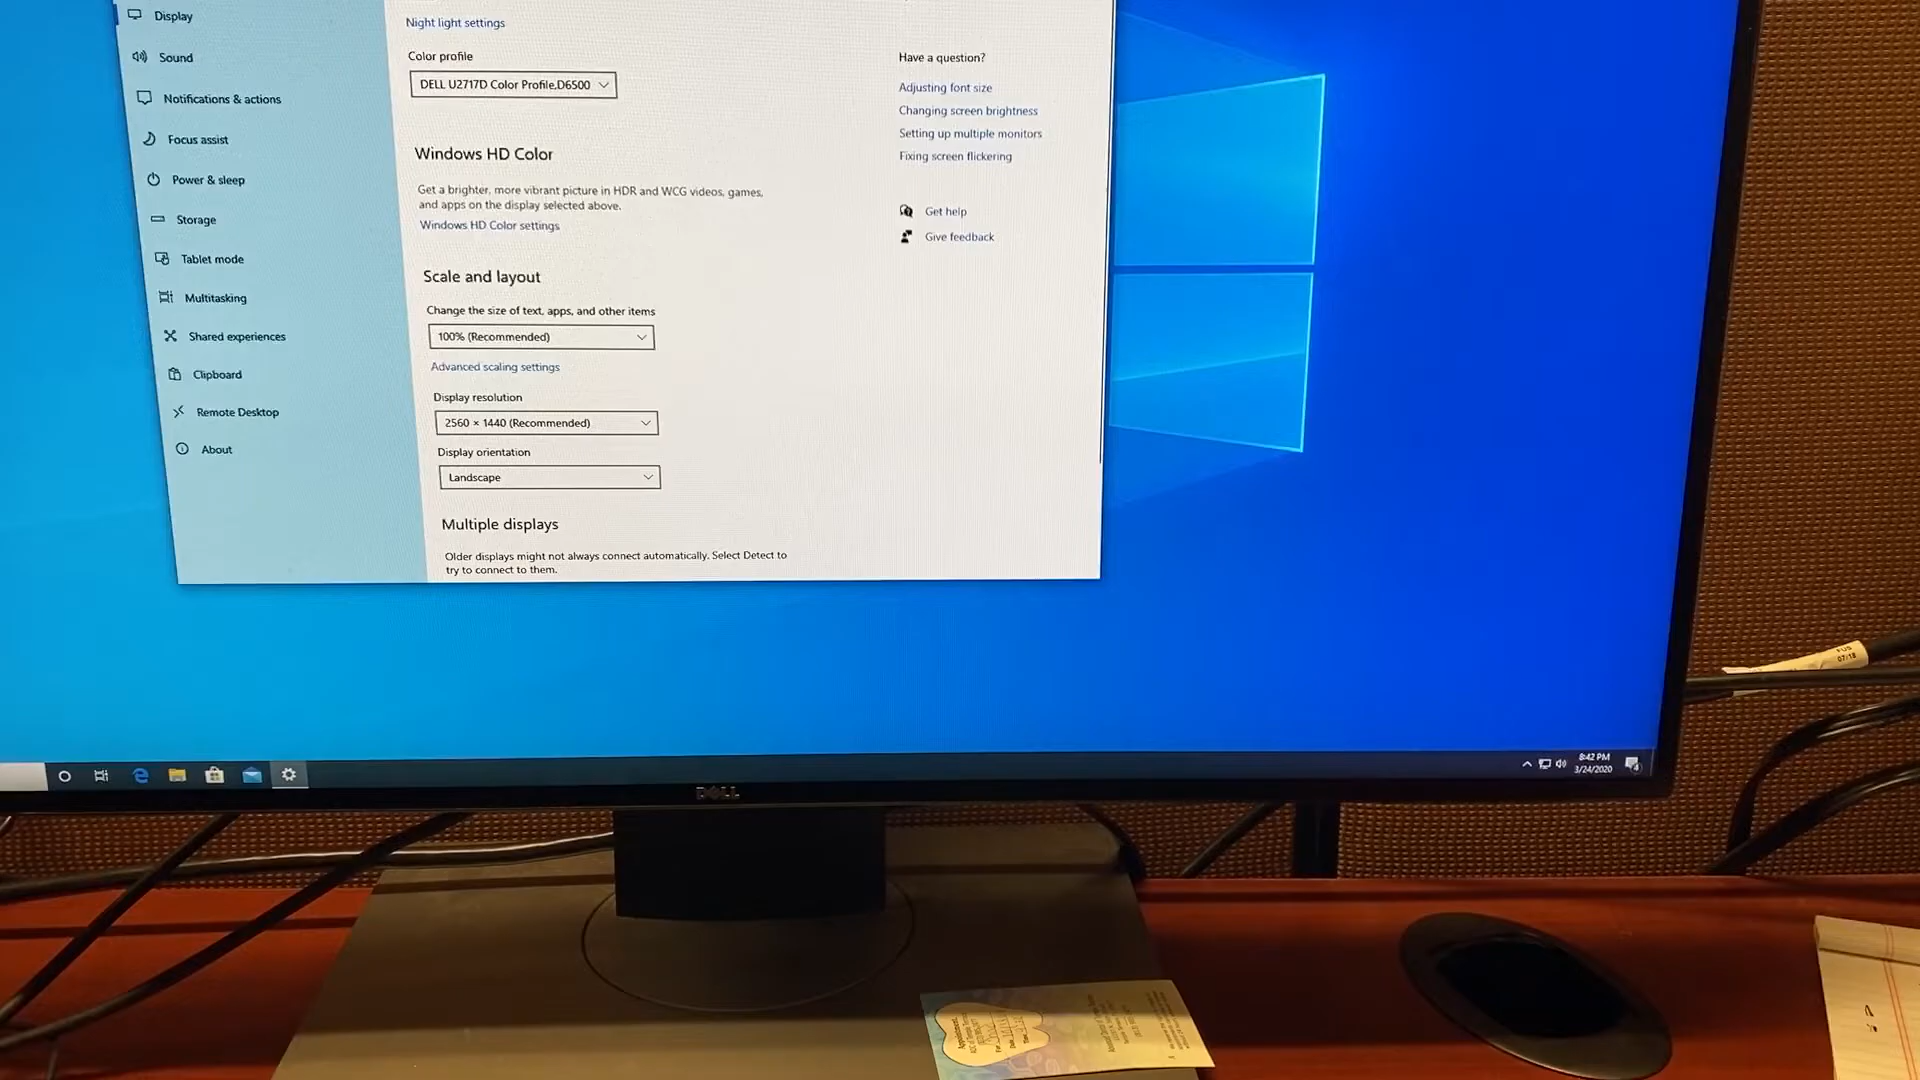 Display
Sound
Notifications & actions
Focus assist
Power & sleep
Storage
Tablet mode
Multitasking
Shared experiences
Clipboard
Remote Desktop
About
Night light settings
Color profile
DELL U2717D Color Profile,D6500
Windows HD Color
Get a brighter, more vibrant picture in HDR and WCG videos, games,
and apps on the display selected above.
Windows HD Color settings
Scale and layout
Change the size of text, apps, and other items
100% (Recommended)
Advanced scaling settings
Display resolution
2560 × 1440 (Recommended)
Display orientation
Landscape
Multiple displays
Older displays might not always connect automatically. Select Detect to
try to connect to them.
Have a question?
Adjusting font size
Changing screen brightness
Setting up multiple monitors
Fixing screen flickering
Get help
Give feedback
8:42 PM
3/24/2020
4
DELL
07/18
Appointment